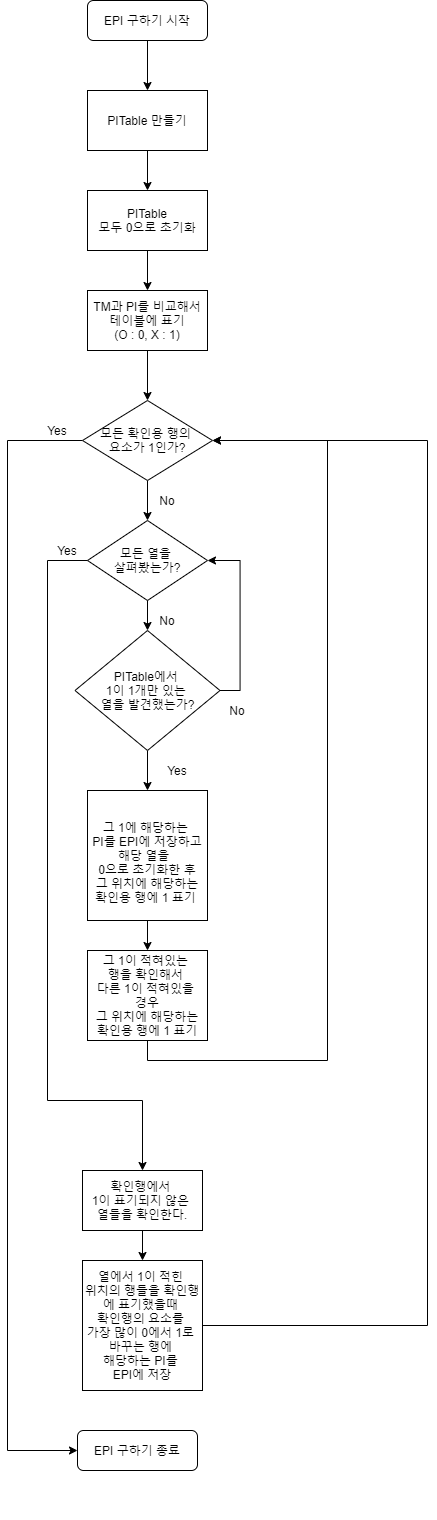 EPI 구하기 시작
PITable 만들기
PITable
모두 0으로 초기화
TM과 PI를 비교해서
테이블에 표기
(O : 0, X : 1)
모든 확인용 행의
요소가 1인가?
Yes
No
모든 열을
살펴봤는가?
Yes
No
PITable에서
1이 1개만 있는
열을 발견했는가?
No
Yes
그 1에 해당하는
PI를 EPI에 저장하고
해당 열을
0으로 초기화한 후
그 위치에 해당하는
확인용 행에 1 표기
그 1이 적혀있는
행을 확인해서
다른 1이 적혀있을
경우
그 위치에 해당하는
확인용 행에 1 표기
확인행에서
1이 표기되지 않은
열들을 확인한다.
열에서 1이 적힌
위치의 행들을 확인행
에 표기했을때
확인행의 요소를
가장 많이 0에서 1로
바꾸는 행에
해당하는 PI를
EPI에 저장
EPI 구하기 종료